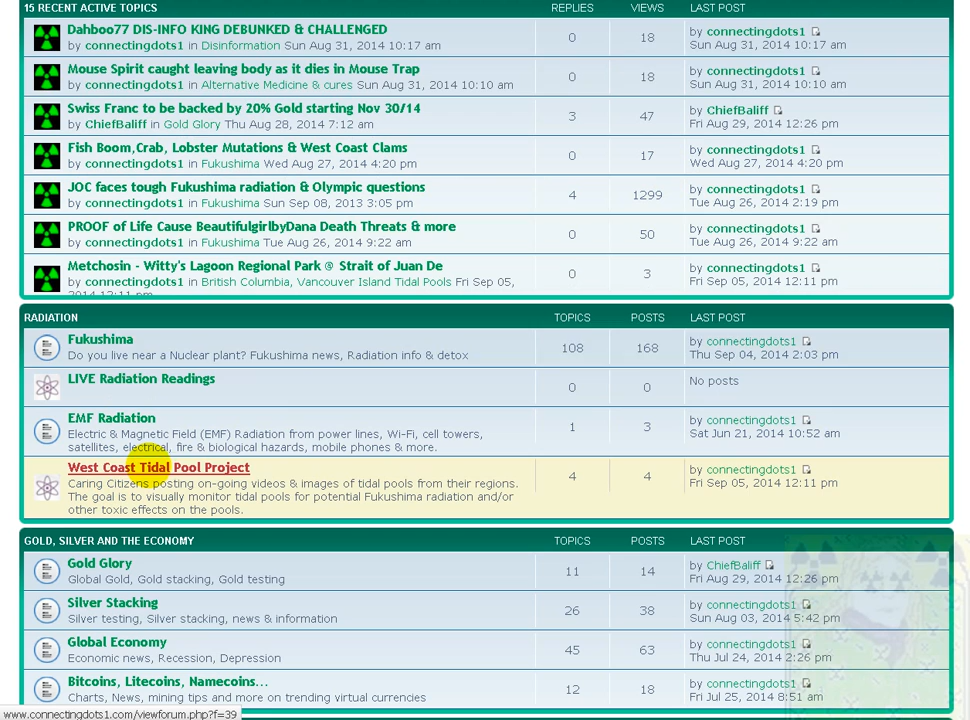 15 RECENT ACTIVE TOPICS REPLIES VIEWS LAST POST
Dahboo77 DIS-INFO KING DEBUNKED & CHALLENGED
by connectingdots1 in Disinformation Sun Aug 31, 2014 10:17 am
0 18
by connectingdots1
Sun Aug 31, 2014 10:17 am
Mouse Spirit caught leaving body as it dies in Mouse Trap
by connectingdots1 in Alternative Medicine & cures Sun Aug 31, 2014 10:10 am
0 18
by connectingdots1
Sun Aug 31, 2014 10:10 am
Swiss Franc to be backed by 20% Gold starting Nov 30/14
by ChiefBaliff in Gold Glory Thu Aug 28, 2014 7:12 am
3 47
by ChiefBaliff
Fri Aug 29, 2014 12:26 pm
Fish Boom,Crab, Lobster Mutations & West Coast Clams
by connectingdots1 in Fukushima Wed Aug 27, 2014 4:20 pm
0 17
by connectingdots1
Wed Aug 27, 2014 4:20 pm
JOC faces tough Fukushima radiation & Olympic questions
by connectingdots1 in Fukushima Sun Sep 08, 2013 3:05 pm
4 1299
by connectingdots1
Tue Aug 26, 2014 2:19 pm
PROOF of Life Cause BeautifulgirlbyDana Death Threats & more
by connectingdots1 in Fukushima Tue Aug 26, 2014 9:22 am
0 50
by connectingdots1
Tue Aug 26, 2014 9:22 am
Metchosin - Witty's Lagoon Regional Park @ Strait of Juan De
by connectingdots1 in British Columbia, Vancouver Island Tidal Pools Fri Sep 05,
2014 12:11 pm
0 3
by connectingdots1
Fri Sep 05, 2014 12:11 pm
RADIATION TOPICS POSTS LAST POST
Fukushima
Do you live near a Nuclear plant? Fukushima news, Radiation info & detox
108 168
by connectingdots1
Thu Sep 04, 2014 2:03 pm
LIVE Radiation Readings
0 0
No posts
EMF Radiation
Electric & Magnetic Field (EMF) Radiation from power lines, Wi-Fi, cell towers,
satellites, electrical, fire & biological hazards, mobile phones & more.
1 3
by connectingdots1
Sat Jun 21, 2014 10:52 am
West Coast Tidal Pool Project
Caring Citizens posting on-going videos & images of tidal pools from their regions.
The goal is to visually monitor tidal pools for potential Fukushima radiation and/or
other toxic effects on the pools.
4 4
by connectingdots1
Fri Sep 05, 2014 12:11 pm
GOLD, SILVER AND THE ECONOMY TOPICS POSTS LAST POST
Gold Glory
Global Gold, Gold stacking, Gold testing
11 14
by ChiefBaliff
Fri Aug 29, 2014 12:26 pm
Silver Stacking
Silver testing, Silver stacking, news & information
26 38
by connectingdots1
Sun Aug 03, 2014 5:42 pm
Global Economy
Economic news, Recession, Depression
45 63
by connectingdots1
Thu Jul 24, 2014 2:26 pm
Bitcoins, Litecoins, Namecoins...
Charts, News, mining tips and more on trending virtual currencies
12 18
by connectingdots1
Fri Jul 25, 2014 8:51 am
www.connectingdots1.com/viewforum.php?f=39